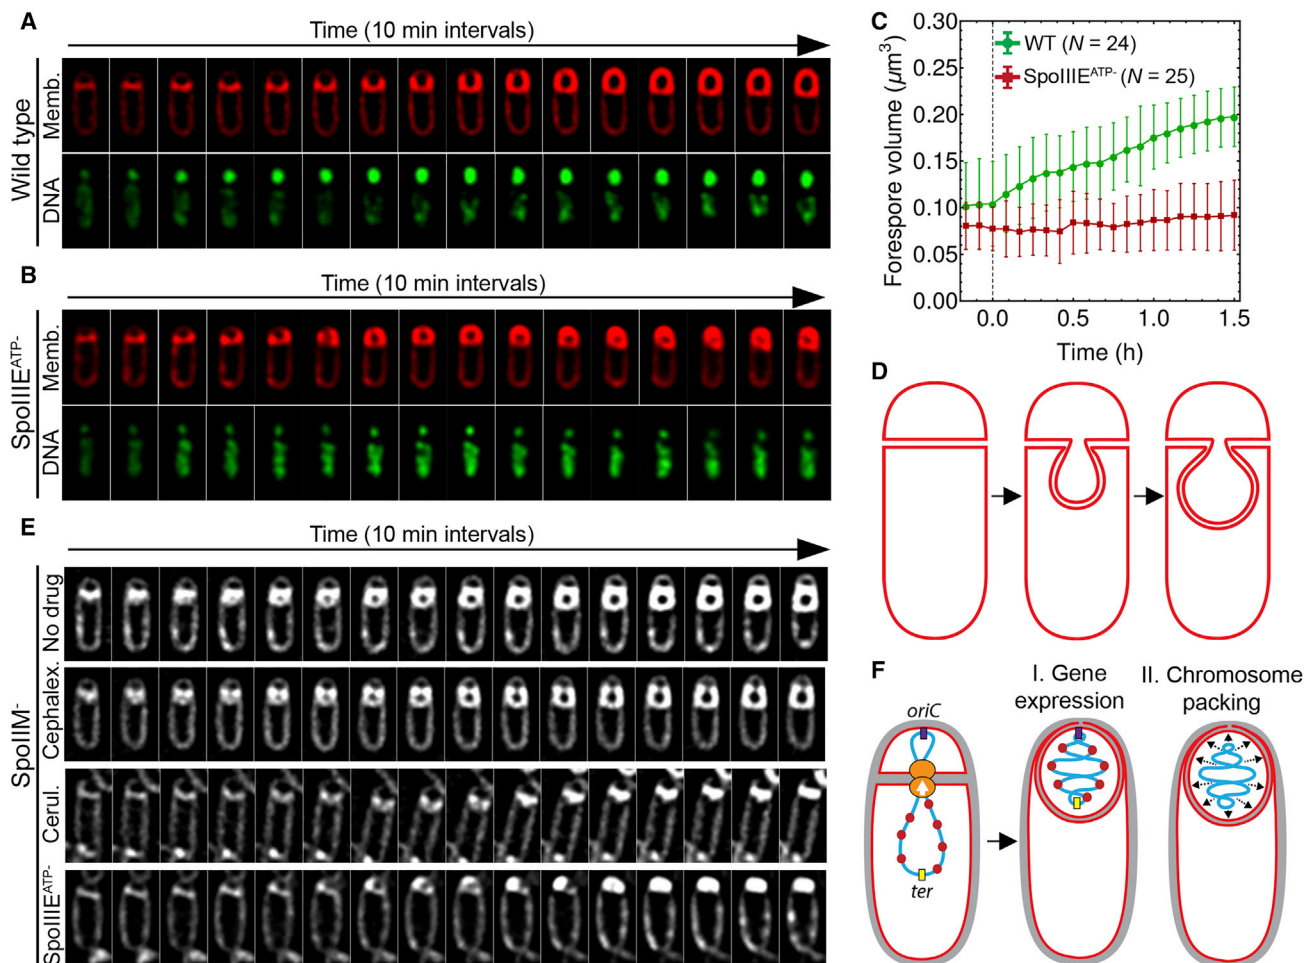 A
Time (10 min intervals)
Wild type
Memb.
DNA
B
Time (10 min intervals)
SpoIIIE^ATP-
Memb.
DNA
C
Forespore volume (µm³)
0.30
0.25
0.20
0.15
0.10
0.05
0.00
WT (N = 24)
SpoIIIE^ATP- (N = 25)
0.0 0.5 1.0 1.5
Time (h)
D
E
Time (10 min intervals)
SpoIIM⁻
No drug
Cephalex.
Cerul.
SpoIIIE^ATP-
F
oriC
ter
I. Gene
expression
II. Chromosome
packing